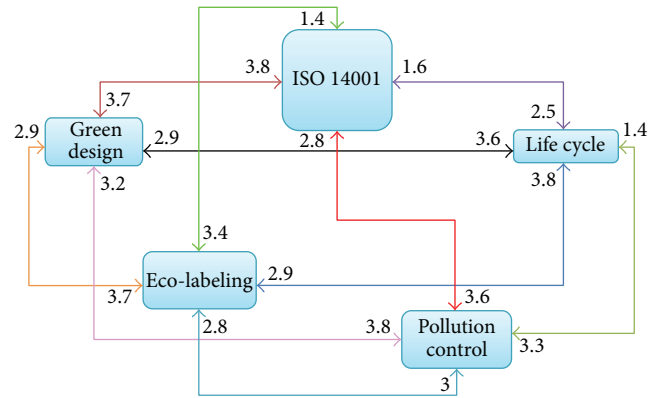 1.4
3.8
ISO 14001
1.6
3.7
2.5
2.9
Green
design
2.9
2.8
3.6
Life cycle
1.4
3.2
3.8
3.4
Eco-labeling
2.9
3.7
3.6
2.8
3.8
Pollution
control
3.3
3